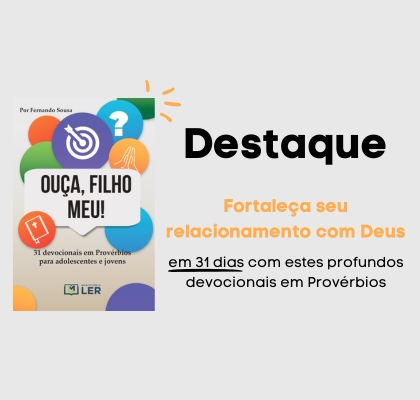 Por Fernando Sousa
?
OUÇA, FILHO
MEU!
31 devocionais em Provérbios
para adolescentes e jovens
LER
Destaque
Fortaleça seu
relacionamento com Deus
em 31 dias com estes profundos
devocionais em Provérbios